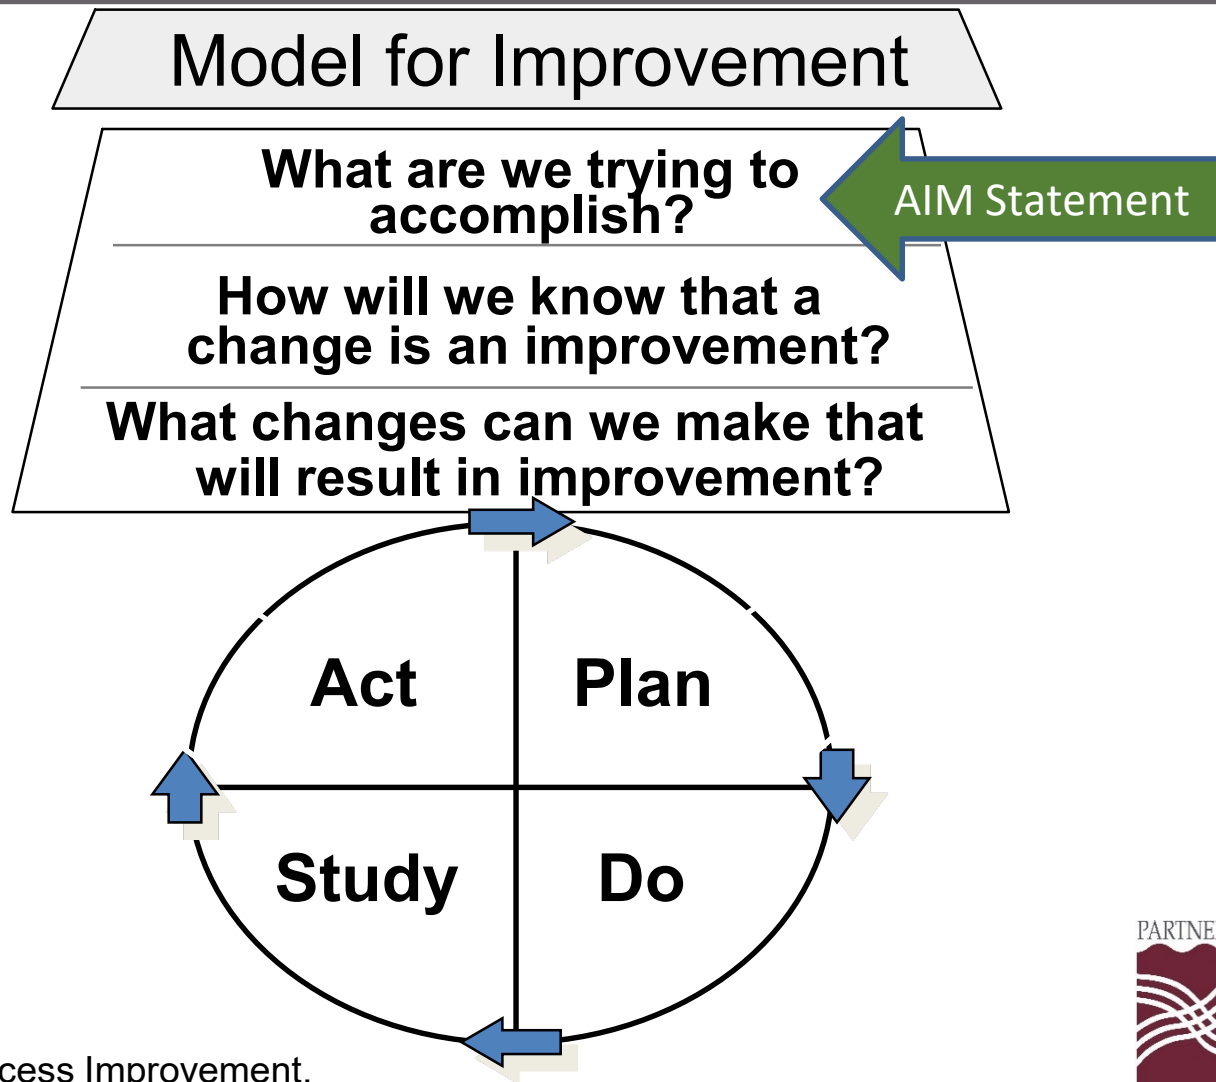 Model for Improvement
What are we trying to
accomplish?
AIM Statement
How will we know that a
change is an improvement?
What changes can we make that
will result in improvement?
Act
Plan
Study
Do
PARTNE
cess Improvement.